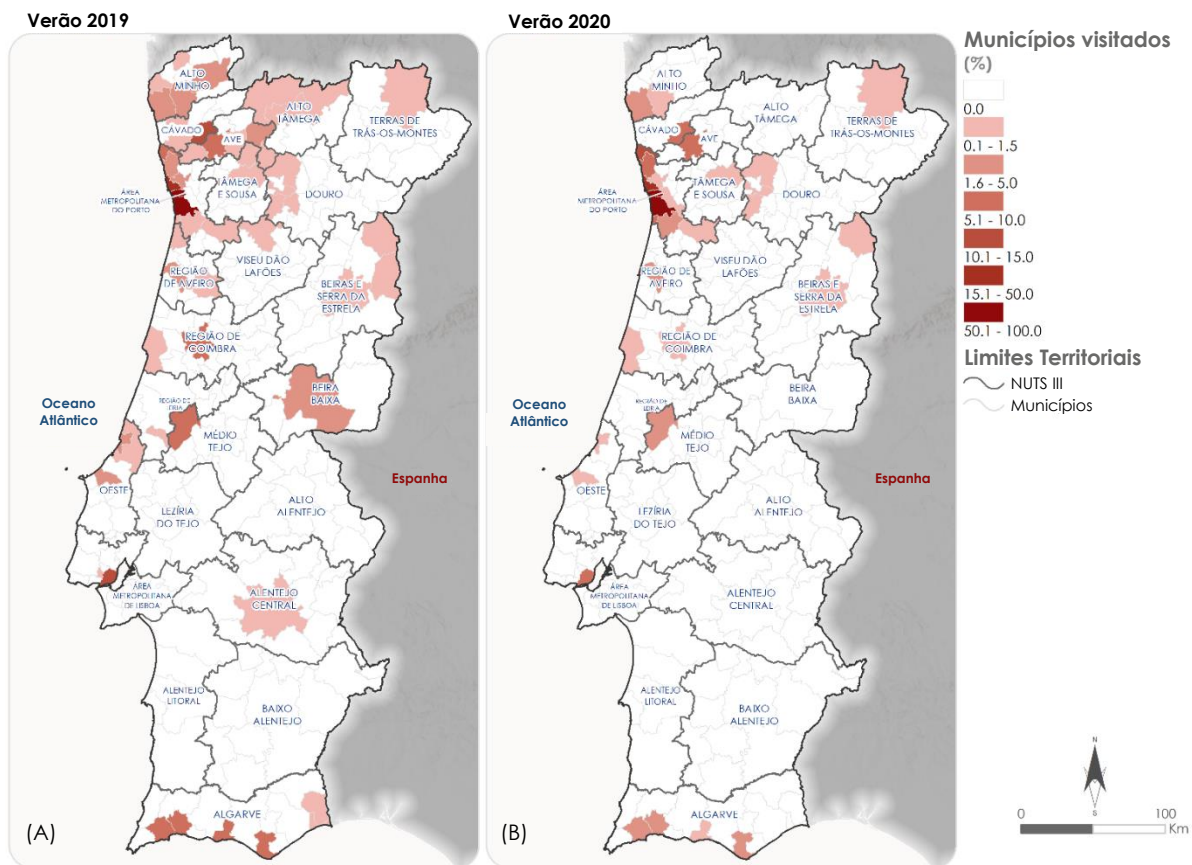 Verão 2019
ALTO
MINHO
ALTO
TÂMEGA
TERRAS DE
TRÁS-OS-MONTES
CÁVADO
AVE
TÂMEGA
E SOUSA
DOURO
ÁREA
METROPOLITANA
DO PORTO
VISEU DÃO
LAFÕES
REGIÃO
DE AVEIRO
BEIRAS E
SERRA DA
ESTRELA
REGIÃO DE
COIMBRA
BEIRA
BAIXA
Oceano
Atlântico
REGIÃO DE
LEIRIA
MÉDIO
TEJO
Espanha
OESTE
LEZÍRIA
DO TEJO
ALTO
ALENTEJO
ÁREA
METROPOLITANA
DE LISBOA
ALENTEJO
CENTRAL
ALENTEJO
LITORAL
BAIXO
ALENTEJO
ALGARVE
(A)
Verão 2020
ALTO
MINHO
ALTO
TÂMEGA
TERRAS DE
TRÁS-OS-MONTES
CÁVADO
AVE
TÂMEGA
E SOUSA
DOURO
ÁREA
METROPOLITANA
DO PORTO
VISEU DÃO
LAFÕES
REGIÃO DE
AVEIRO
BEIRAS E
SERRA DA
ESTRELA
REGIÃO DE
COIMBRA
BEIRA
BAIXA
Oceano
Atlântico
REGIÃO DE
LEIRIA
MÉDIO
TEJO
Espanha
OESTE
LEZÍRIA
DO TEJO
ALTO
ALENTEJO
ÁREA
METROPOLITANA
DE LISBOA
ALENTEJO
CENTRAL
ALENTEJO
LITORAL
BAIXO
ALENTEJO
ALGARVE
(B)
Municípios visitados
(%)
0.0
0.1 - 1.5
1.6 - 5.0
5.1 - 10.0
10.1 - 15.0
15.1 - 50.0
50.1 - 100.0
Limites Territoriais
NUTS III
Municípios
N
S
0 100
Km